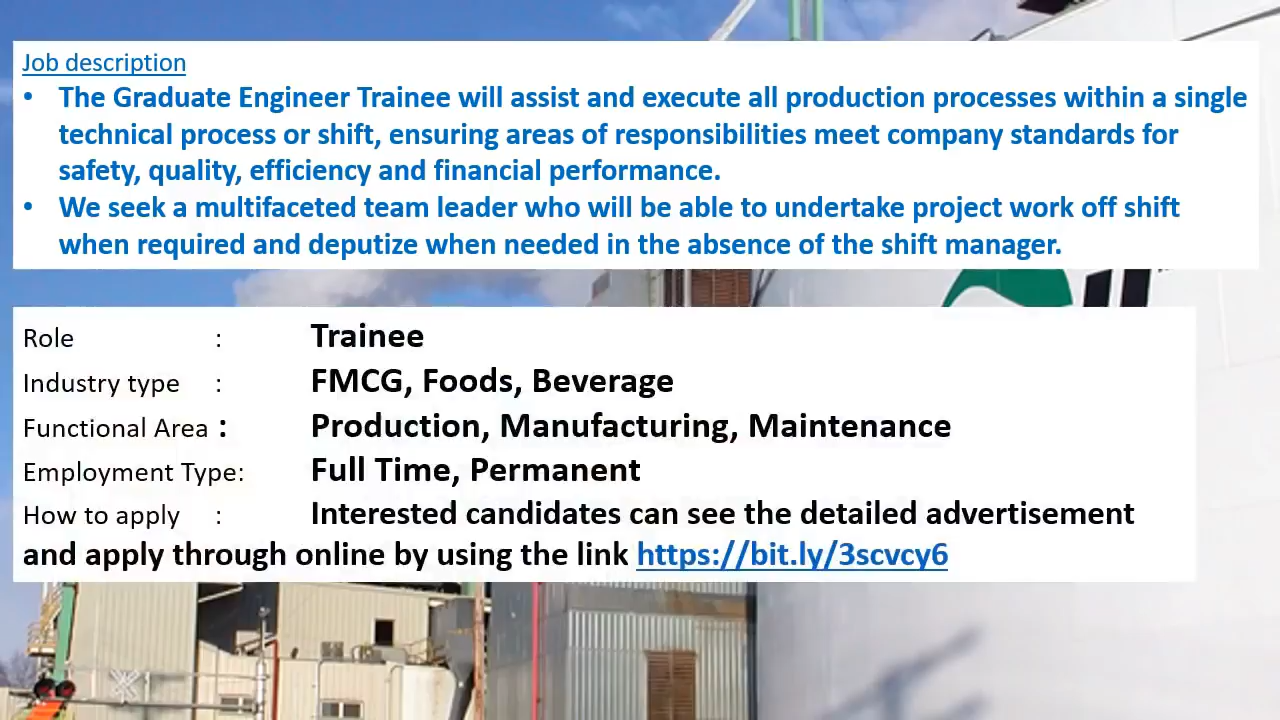 Job description
• The Graduate Engineer Trainee will assist and execute all production processes within a single
technical process or shift, ensuring areas of responsibilities meet company standards for
safety, quality, efficiency and financial performance.
• We seek a multifaceted team leader who will be able to undertake project work off shift
when required and deputize when needed in the absence of the shift manager.
Role : Trainee
Industry type : FMCG, Foods, Beverage
Functional Area : Production, Manufacturing, Maintenance
Employment Type: Full Time, Permanent
How to apply : Interested candidates can see the detailed advertisement
and apply through online by using the link https://bit.ly/3scvcy6